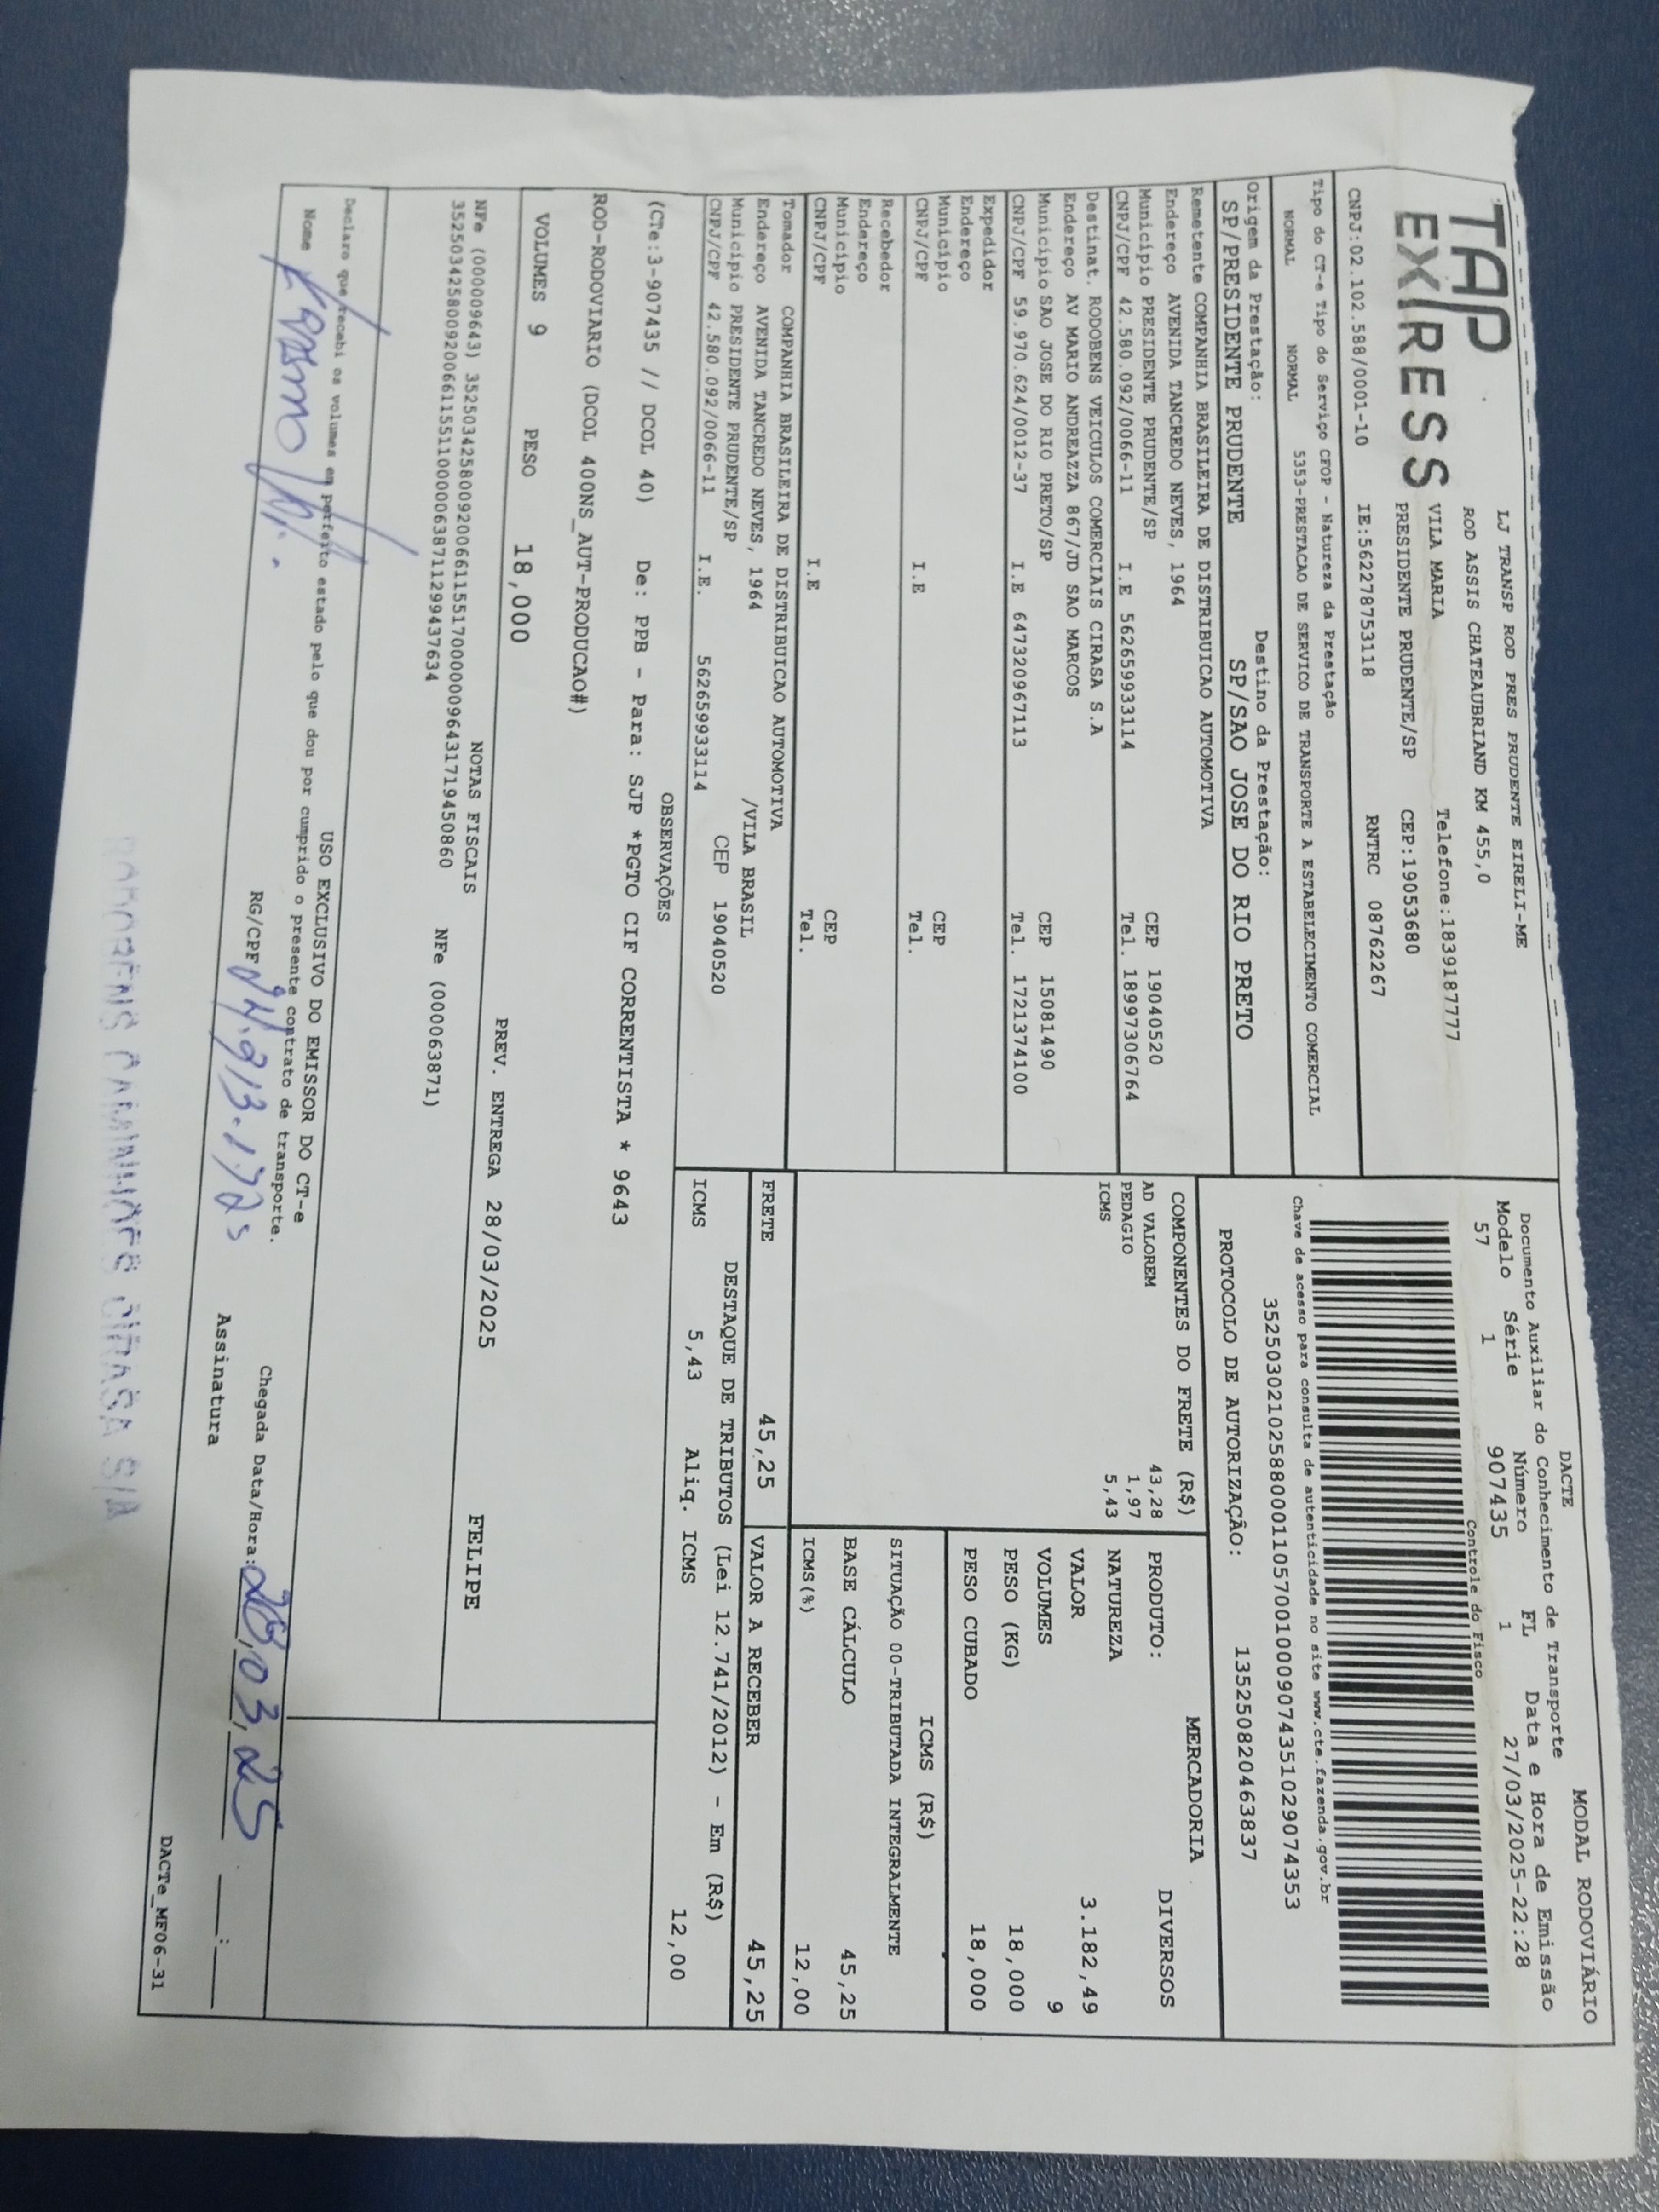 TAP
EXPRESS
LJ TRANSP ROD PRES PRUDENTE EIRELI-ME
ROD ASSIS CHATEAUBRIAND KM 455,0
VILA MARIA Telefone:1839187777
PRESIDENTE PRUDENTE/SP CEP:19053680
CNPJ:02.102.588/0001-10 IE:562278753118 RNTRC 08762267
Tipo do CT-e Tipo do Serviço CFOP - Natureza da Prestação
NORMAL NORMAL 5353-PRESTACAO DE SERVICO DE TRANSPORTE A ESTABELECIMENTO COMERCIAL
Origem da Prestação: Destino da Prestação:
SP/PRESIDENTE PRUDENTE SP/SAO JOSE DO RIO PRETO
MODAL RODOVIÁRIO
DACTE
Documento Auxiliar do Conhecimento de Transporte
Modelo Série Número FL Data e Hora de Emissão
57 1 907435 1 27/03/2025-22:28
Controle do Fisco
Chave de acesso para consulta de autenticidade no site www.cte.fazenda.gov.br
35250302102588000110570010009074351029074353
PROTOCOLO DE AUTORIZAÇÃO: 135250820463837
Remetente COMPANHIA BRASILEIRA DE DISTRIBUICAO AUTOMOTIVA
Endereço AVENIDA TANCREDO NEVES, 1964
Município PRESIDENTE PRUDENTE/SP CEP 19040520
CNPJ/CPF 42.580.092/0066-11 I.E 562659933114 Tel. 18997306764
Destinat. RODOBENS VEICULOS COMERCIAIS CIRASA S.A
Endereço AV MARIO ANDREAZZA 867/JD SAO MARCOS
Município SAO JOSE DO RIO PRETO/SP CEP 15081490
CNPJ/CPF 59.970.624/0012-37 I.E 647320967113 Tel. 1721374100
Expedidor
Endereço
Município CEP
CNPJ/CPF I.E Tel.
Recebedor
Endereço
Município CEP
CNPJ/CPF I.E Tel.
Tomador COMPANHIA BRASILEIRA DE DISTRIBUICAO AUTOMOTIVA
Endereço AVENIDA TANCREDO NEVES, 1964 /VILA BRASIL
Município PRESIDENTE PRUDENTE/SP CEP 19040520
CNPJ/CPF 42.580.092/0066-11 I.E. 562659933114
COMPONENTES DO FRETE (R$)
AD VALOREM 43,28
PEDAGIO 1,97
ICMS 5,43
MERCADORIA
PRODUTO: DIVERSOS
NATUREZA
VALOR 3.182,49
VOLUMES 9
PESO (KG) 18,000
PESO CUBADO 18,000
ICMS (R$)
SITUAÇÃO 00-TRIBUTADA INTEGRALMENTE
BASE CÁLCULO 45,25
ICMS(%) 12,00
FRETE 45,25 VALOR A RECEBER 45,25
DESTAQUE DE TRIBUTOS (Lei 12.741/2012) - Em (R$)
ICMS 5,43 Aliq. ICMS 12,00
OBSERVAÇÕES
(CTe:3-907435 // DCOL 40) De: PPB - Para: SJP *PGTO CIF CORRENTISTA * 9643
ROD-RODOVIARIO (DCOL 400NS_AUT-PRODUCAO#)
VOLUMES 9 PESO 18,000 PREV. ENTREGA 28/03/2025 FELIPE
NOTAS FISCAIS
NFe (000009643) 35250342580092006611551700000096431719450860 NFe (000063871)
35250342580092006611551100000638711299437634
USO EXCLUSIVO DO EMISSOR DO CT-e
Declaro que recebi os volumes em perfeito estado pelo que dou por cumprido o presente contrato de transporte.
Nome RG/CPF Chegada Data/Hora: 28,03,25 :
Assinatura
DACTe_MF06-31
RODOBENS CAMINHOES CIRASA S/A